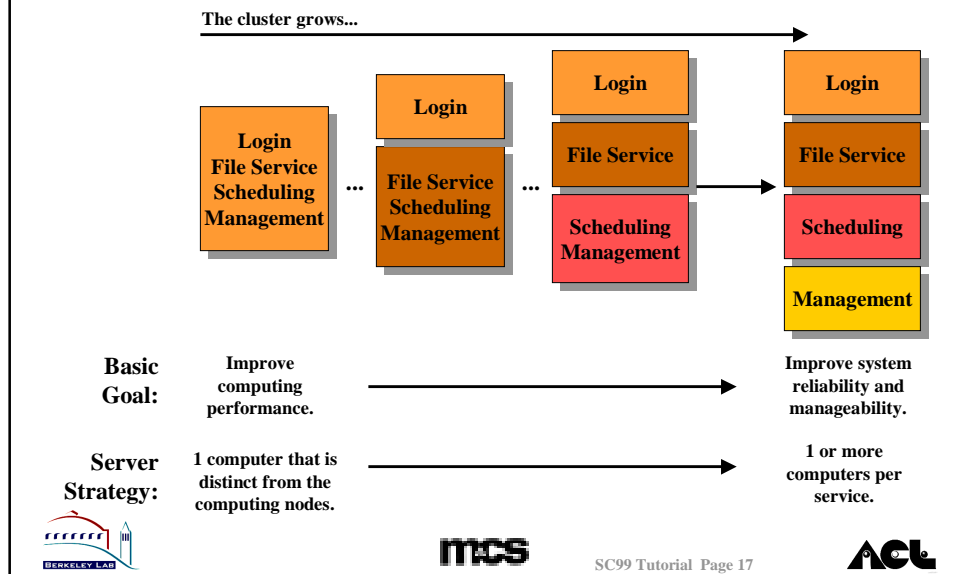 The cluster grows...
Login
File Service
Scheduling
Management
...
Login
File Service
Scheduling
Management
...
Login
File Service
Scheduling
Management
Login
File Service
Scheduling
Management
Basic
Goal:
Improve
computing
performance.
Improve system
reliability and
manageability.
Server
Strategy:
1 computer that is
distinct from the
computing nodes.
1 or more
computers per
service.
BERKELEY LAB
mcs
SC99 Tutorial Page 17
ACL